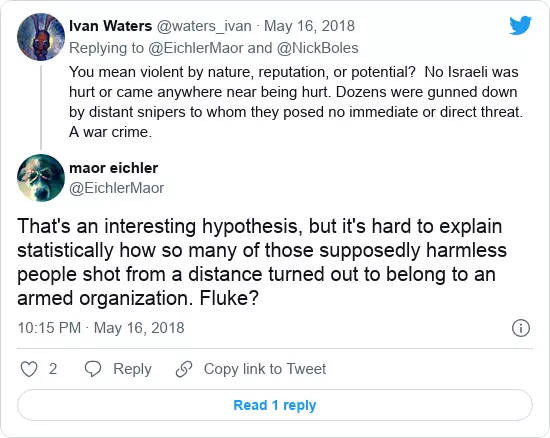 Ivan Waters @waters_ivan · May 16, 2018
Replying to @EichlerMaor and @NickBoles
You mean violent by nature, reputation, or potential?  No Israeli was
hurt or came anywhere near being hurt. Dozens were gunned down
by distant snipers to whom they posed no immediate or direct threat.
A war crime.
maor eichler
@EichlerMaor
That's an interesting hypothesis, but it's hard to explain
statistically how so many of those supposedly harmless
people shot from a distance turned out to belong to an
armed organization. Fluke?
10:15 PM · May 16, 2018
2 Reply Copy link to Tweet
Read 1 reply